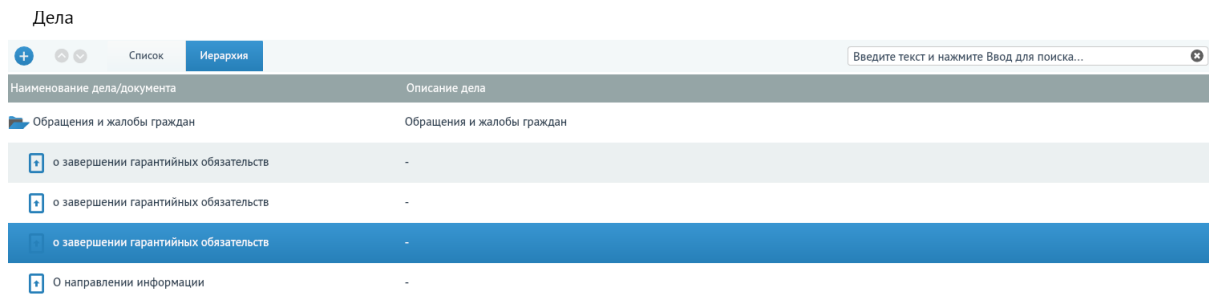 Дела
Список Иерархия Введите текст и нажмите Ввод для поиска...
Наименование дела/документа Описание дела
Обращения и жалобы граждан Обращения и жалобы граждан
о завершении гарантийных обязательств -
о завершении гарантийных обязательств -
о завершении гарантийных обязательств -
О направлении информации -